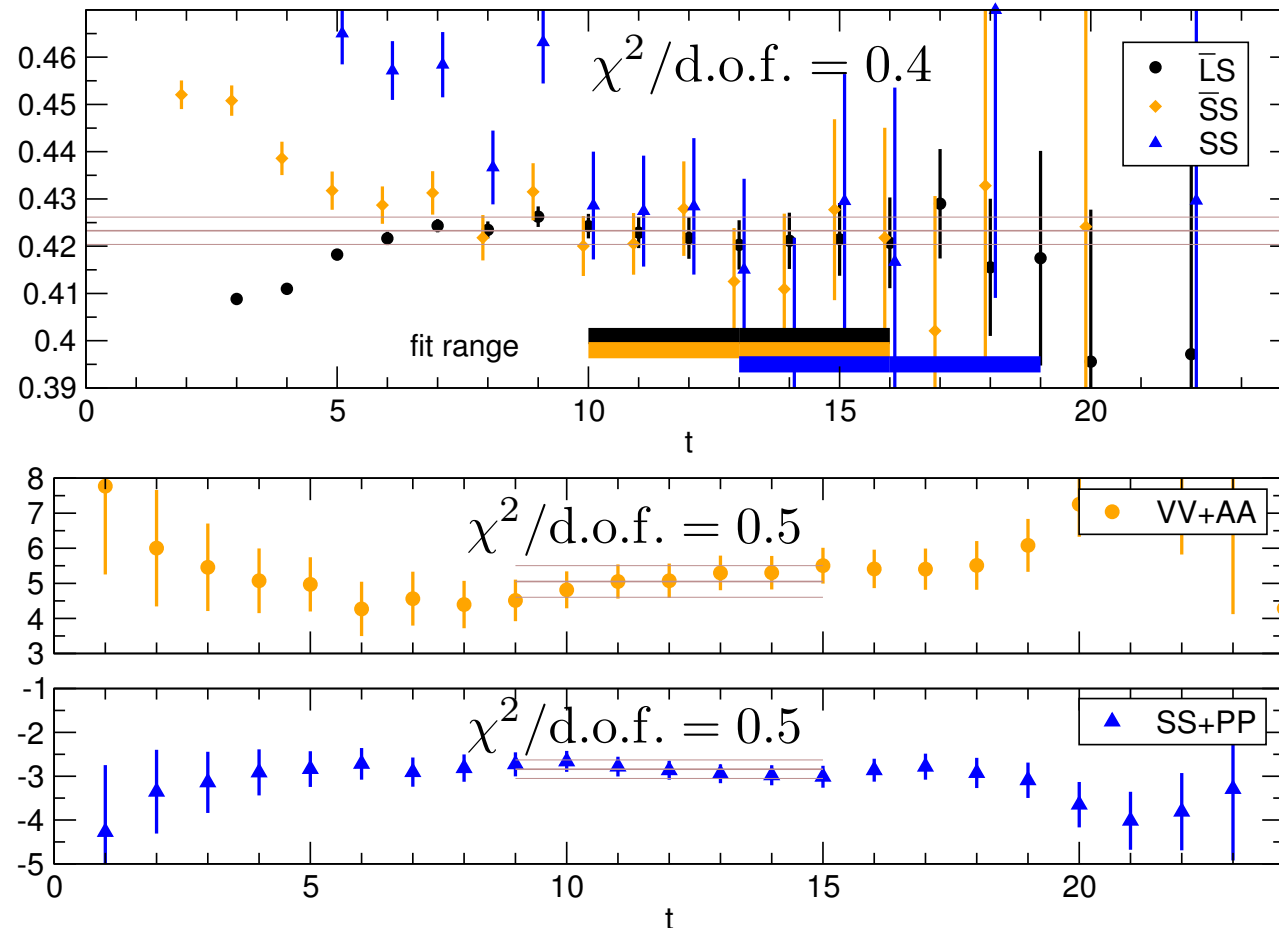 0.46
0.45
0.44
0.43
0.42
0.41
0.4
0.39
χ²/d.o.f. = 0.4
L̅S
S̅S
SS
fit range
0 5 10 15 20
t
8
7
6
5
4
3
χ²/d.o.f. = 0.5
VV+AA
-1
-2
-3
-4
-5
χ²/d.o.f. = 0.5
SS+PP
0 5 10 15 20
t